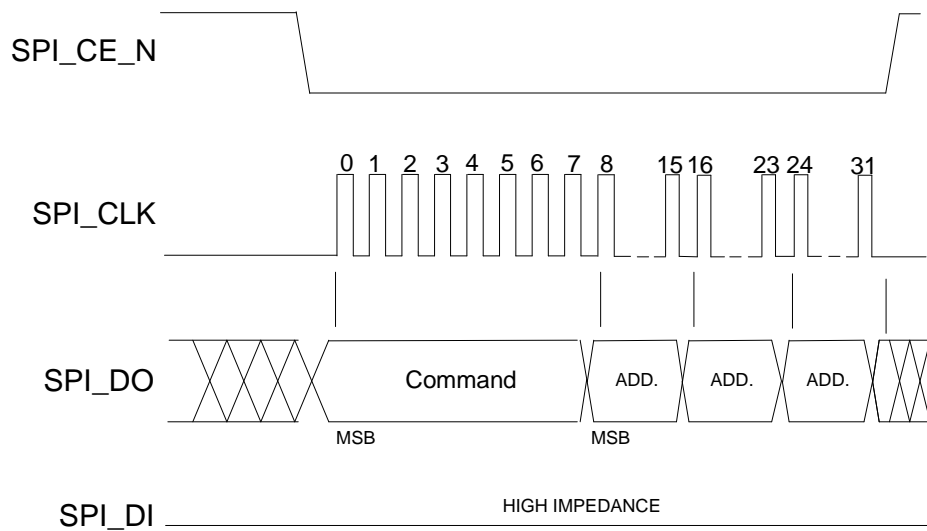 SPI_CE_N
0 1 2 3 4 5 6 7 8 15 16 23 24 31
SPI_CLK
SPI_DO
Command ADD. ADD. ADD.
MSB MSB
HIGH IMPEDANCE
SPI_DI